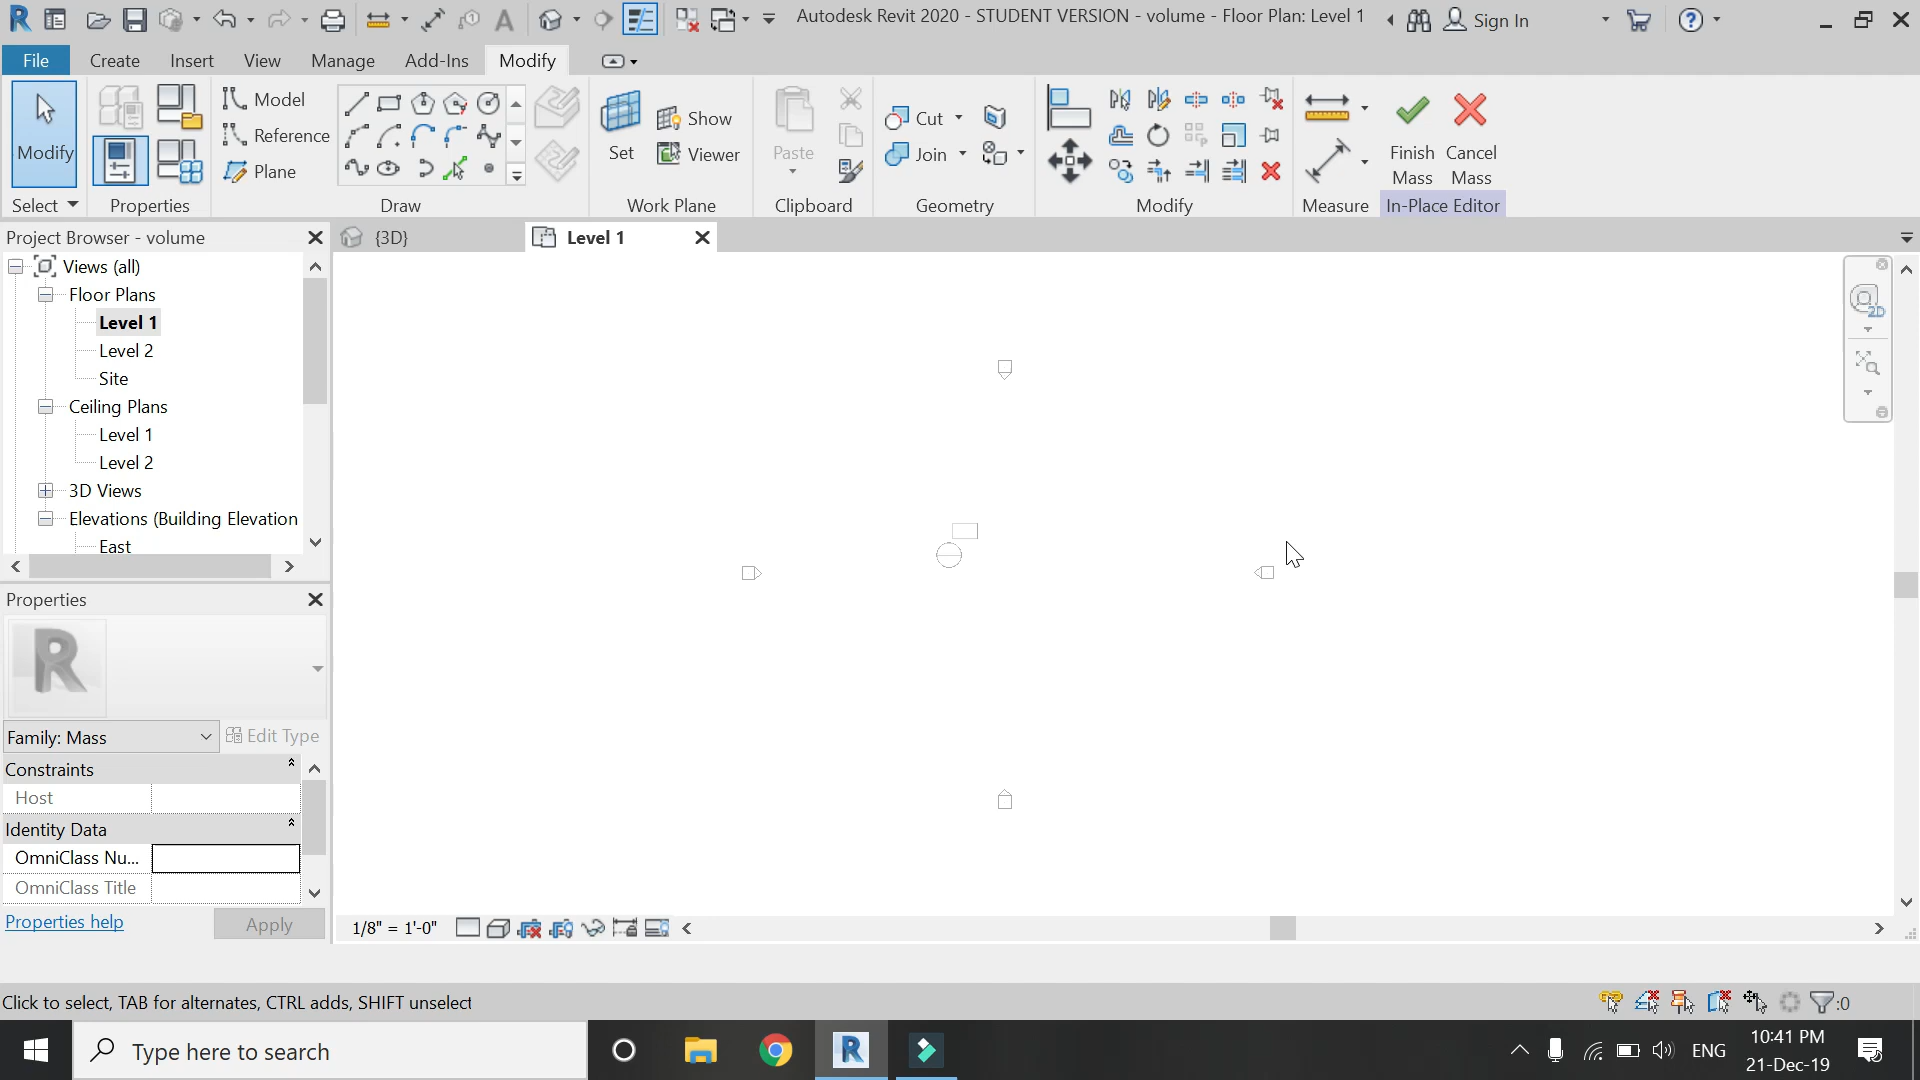 Autodesk Revit 2020 - STUDENT VERSION - volume - Floor Plan: Level 1
Sign In
File
Create
Insert
View
Manage
Add-Ins
Modify
Modify
Select
Properties
Model
Reference
Plane
Draw
Set
Show
Viewer
Work Plane
Paste
Clipboard
Cut
Join
Geometry
Modify
Measure
Finish
Mass
Cancel
Mass
In-Place Editor
Project Browser - volume
{3D}
Level 1
Views (all)
Floor Plans
Level 1
Level 2
Site
Ceiling Plans
Level 1
Level 2
3D Views
Elevations (Building Elevation
East
2D
Properties
R
Family: Mass
Edit Type
Constraints
Host
Identity Data
OmniClass Nu...
OmniClass Title
Properties help
Apply
1/8" = 1'-0"
Click to select, TAB for alternates, CTRL adds, SHIFT unselect
:0
Type here to search
ENG
10:41 PM
21-Dec-19